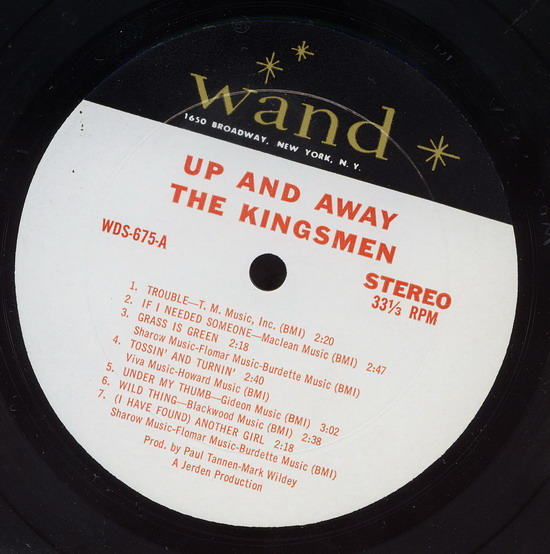 wand
1650 BROADWAY, NEW YORK, N. Y.
UP AND AWAY
THE KINGSMEN
WDS-675-A
STEREO
33⅓ RPM
1. TROUBLE—T. M. Music, Inc. (BMI) 2:20
2. IF I NEEDED SOMEONE—Maclean Music (BMI) 2:47
3. GRASS IS GREEN 2:18
Sharow Music-Flomar Music-Burdette Music (BMI)
4. TOSSIN' AND TURNIN' 2:40
Viva Music-Howard Music (BMI)
5. UNDER MY THUMB—Gideon Music (BMI) 3:02
6. WILD THING—Blackwood Music (BMI) 2:38
7. (I HAVE FOUND) ANOTHER GIRL 2:18
Sharow Music-Flomar Music-Burdette Music (BMI)
Prod. by Paul Tannen-Mark Wildey
A Jerden Production